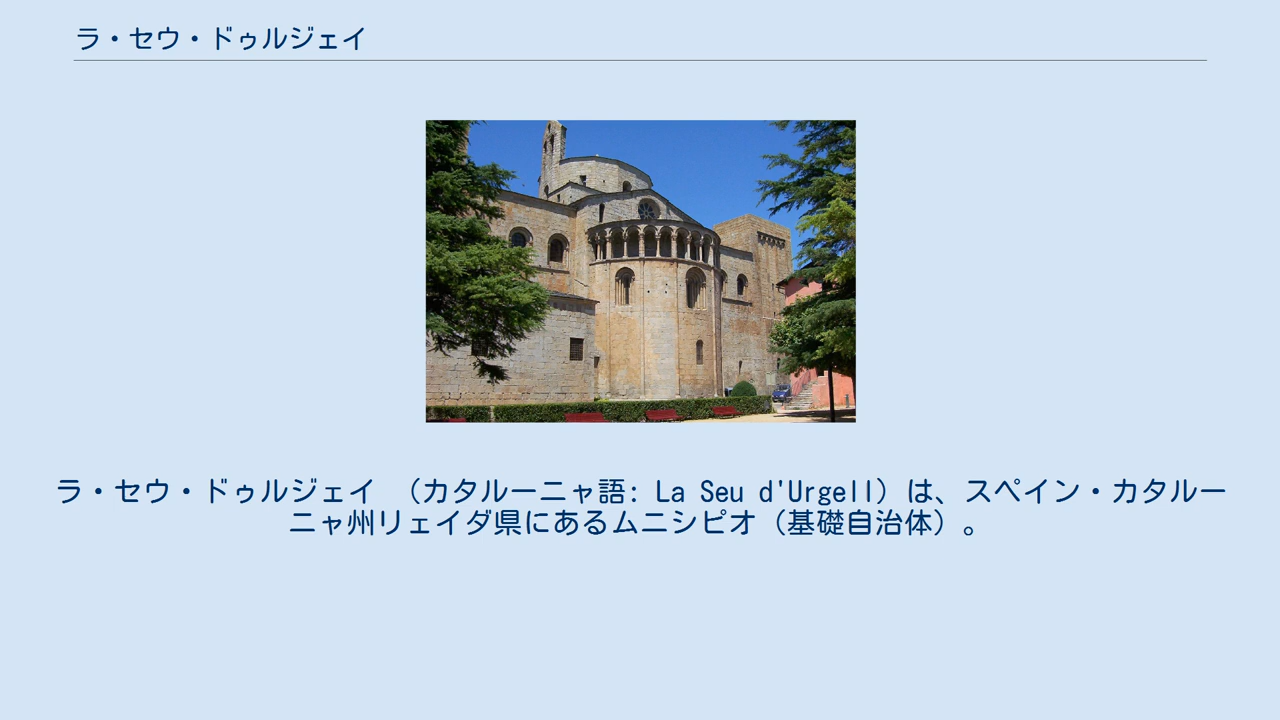 ラ・セウ・ドゥルジェイ
ラ・セウ・ドゥルジェイ （カタルーニャ語: La Seu d'Urgell）は、スペイン・カタルー
ニャ州リェイダ県にあるムニシピオ（基礎自治体）。